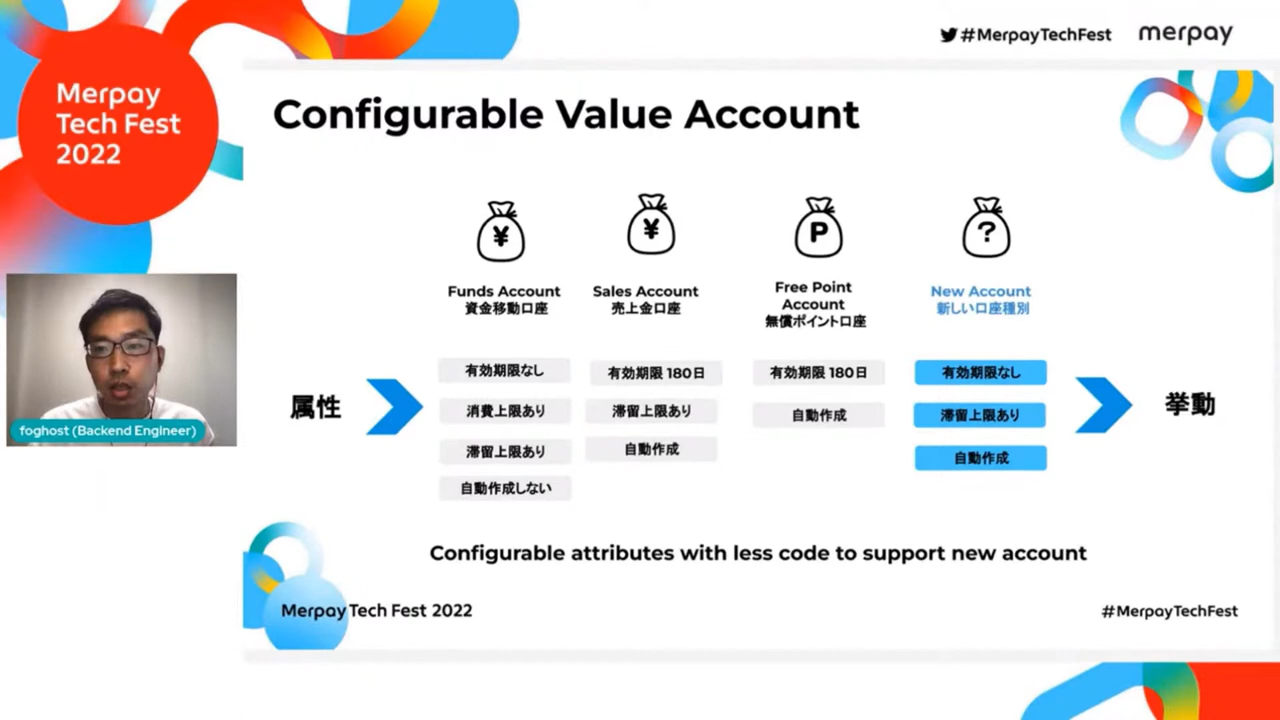 #MerpayTechFest
merpay
Merpay
Tech Fest
2022
Configurable Value Account
¥
¥
P
?
Funds Account
資金移動口座
Sales Account
売上金口座
Free Point
Account
無償ポイント口座
New Account
新しい口座種別
属性
有効期限なし
消費上限あり
滞留上限あり
自動作成しない
有効期限 180日
滞留上限あり
自動作成
有効期限 180日
自動作成
有効期限なし
滞留上限あり
自動作成
挙動
foghost (Backend Engineer)
Configurable attributes with less code to support new account
Merpay Tech Fest 2022
#MerpayTechFest